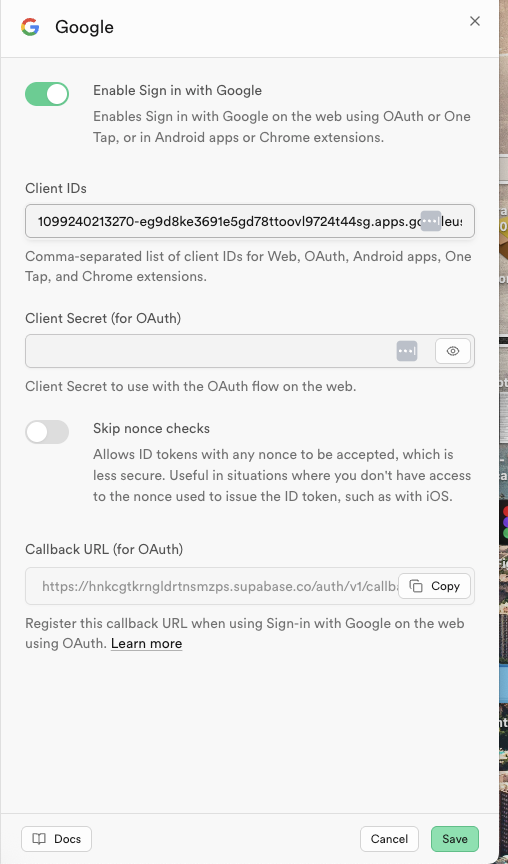 Google
Enable Sign in with Google
Enables Sign in with Google on the web using OAuth or One
Tap, or in Android apps or Chrome extensions.
Client IDs
1099240213270-eg9d8ke3691e5gd78ttoovl9724t44sg.apps.go
Comma-separated list of client IDs for Web, OAuth, Android apps, One
Tap, and Chrome extensions.
Client Secret (for OAuth)
Client Secret to use with the OAuth flow on the web.
Skip nonce checks
Allows ID tokens with any nonce to be accepted, which is
less secure. Useful in situations where you don't have access
to the nonce used to issue the ID token, such as with iOS.
Callback URL (for OAuth)
https://hnkcgtkrngldrtnsmzps.supabase.co/auth/v1/callba
Copy
Register this callback URL when using Sign-in with Google on the web
using OAuth. Learn more
Docs
Cancel
Save